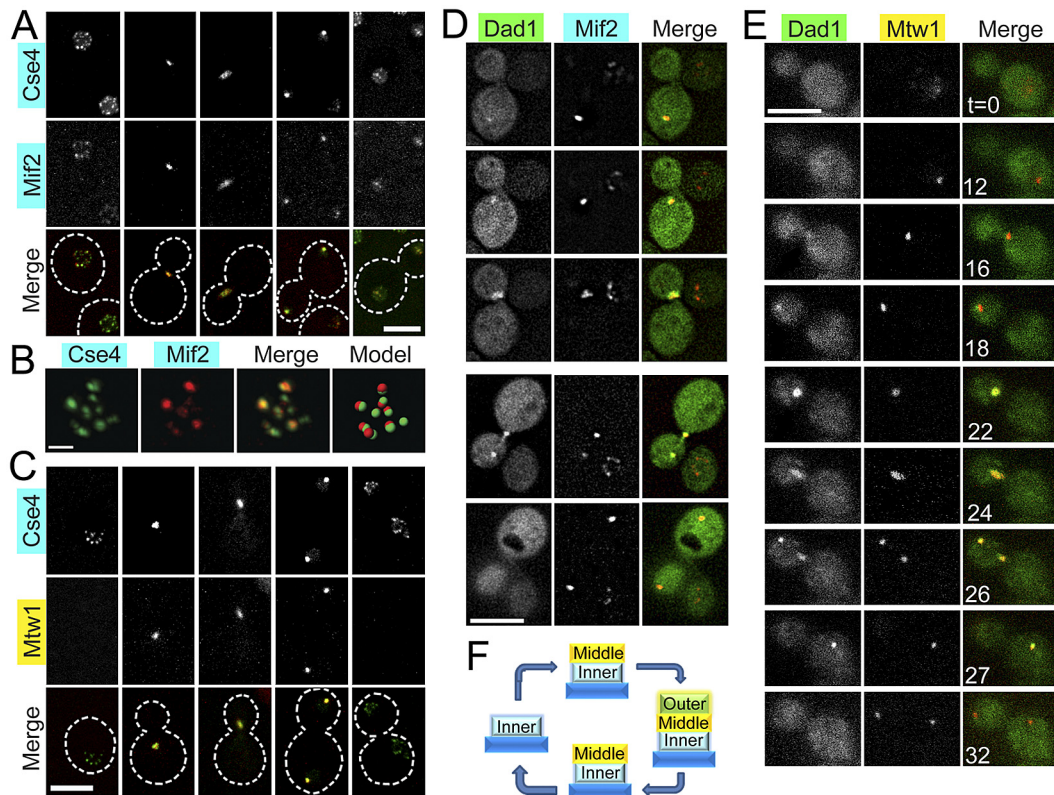 A
Cse4
Mif2
Merge
B
Cse4 Mif2 Merge Model
C
Cse4
Mtw1
Merge
D
Dad1 Mif2 Merge
E
Dad1 Mtw1 Merge
t=0
12
16
18
22
24
26
27
32
F
Middle
Inner
Outer
Middle
Inner
Inner
Middle
Inner